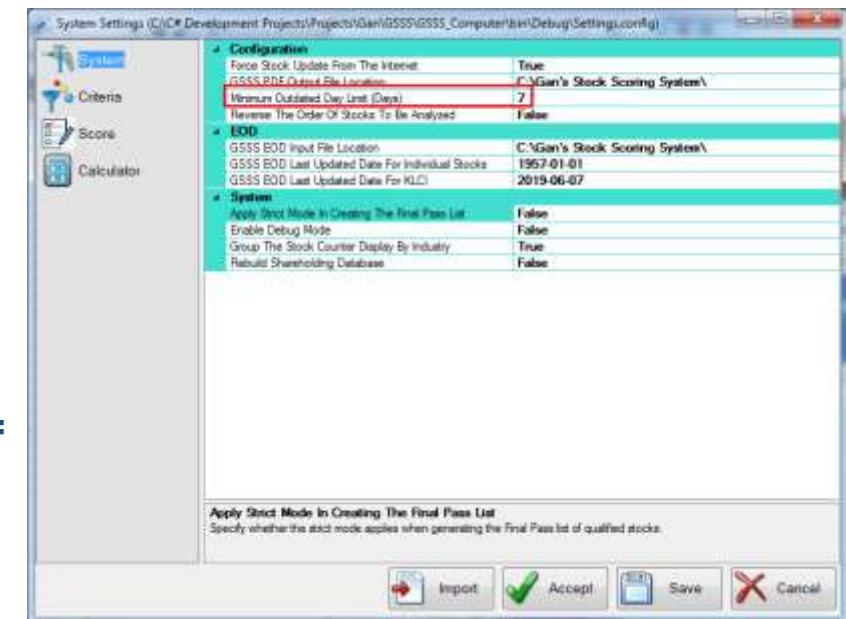 System Settings (C:\C# Development Projects\Projects\Gan\GSSS\GSSS_Computer\bin\Debug\Settings.config)
System
Criteria
Score
Calculator
Configuration
Force Stock Update From The Internet True
GSSS PDF Output File Location C:\Gan's Stock Scoring System\
Minimum Outdated Day Limit (Days) 7
Reverse The Order Of Stocks To Be Analyzed False
EOD
GSSS EOD Input File Location C:\Gan's Stock Scoring System\
GSSS EOD Last Updated Date For Individual Stocks 1957-01-01
GSSS EOD Last Updated Date For KLCI 2019-06-07
System
Apply Strict Mode In Creating The Final Pass List False
Enable Debug Mode False
Group The Stock Counter Display By Industry True
Rebuild Shareholding Database False
:
Apply Strict Mode In Creating The Final Pass List
Specify whether the strict mode applies when generating the Final Pass list of qualified stocks.
Import Accept Save Cancel